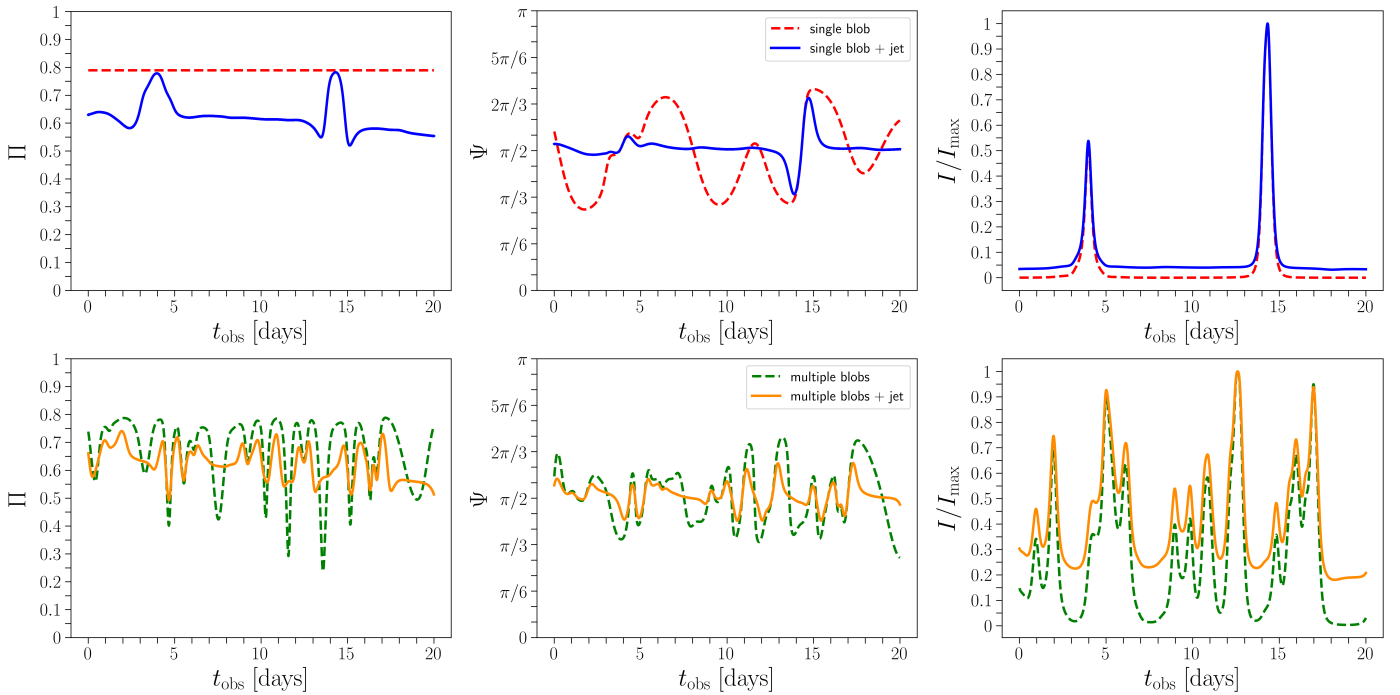 1
0.9
0.8
0.7
0.6
0.5
0.4
0.3
0.2
0.1
0
Π
0 5 10 15 20
t_obs [days]
π
5π/6
2π/3
π/2
π/3
π/6
0
Ψ
single blob
single blob + jet
0 5 10 15 20
t_obs [days]
1
0.9
0.8
0.7
0.6
0.5
0.4
0.3
0.2
0.1
0
I/I_max
0 5 10 15 20
t_obs [days]
1
0.9
0.8
0.7
0.6
0.5
0.4
0.3
0.2
0.1
0
Π
0 5 10 15 20
t_obs [days]
π
5π/6
2π/3
π/2
π/3
π/6
0
Ψ
multiple blobs
multiple blobs + jet
0 5 10 15 20
t_obs [days]
1
0.9
0.8
0.7
0.6
0.5
0.4
0.3
0.2
0.1
0
I/I_max
0 5 10 15 20
t_obs [days]